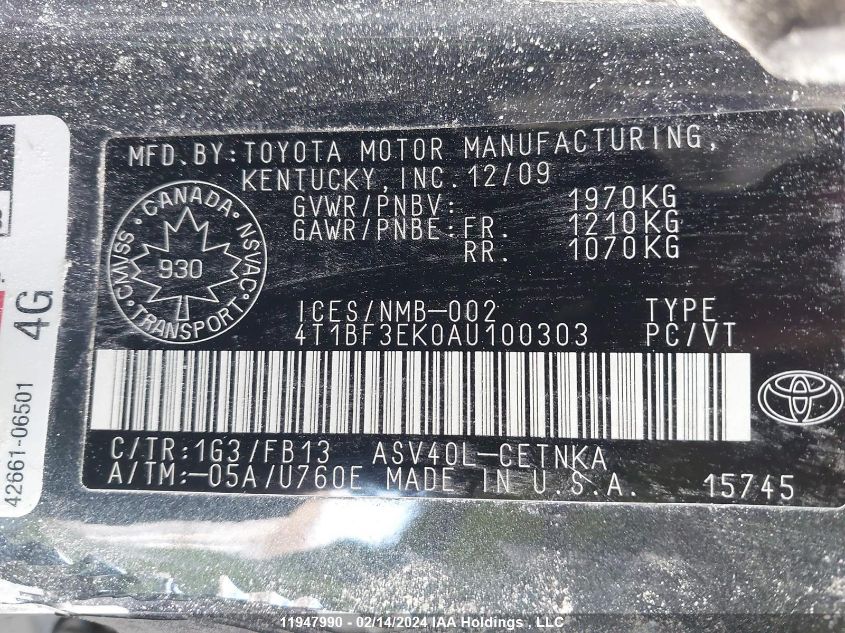 MFD.BY:TOYOTA MOTOR MANUFACTURING,
KENTUCKY,INC.12/09
GVWR/PNBV: 1970KG
GAWR/PNBE:FR. 1210KG
RR. 1070KG
CANADA
CMVSS NSVAC
930
TRANSPORT
ICES/NMB-002 TYPE
4T1BF3EK0AU100303 PC/VT
C/TR:1G3/FB13 ASV40L-CETNKA
A/TM:-05A/U760E MADE IN U.S.A. 15745
42661-06501
4G
11947990 - 02/14/2024 IAA Holdings , LLC